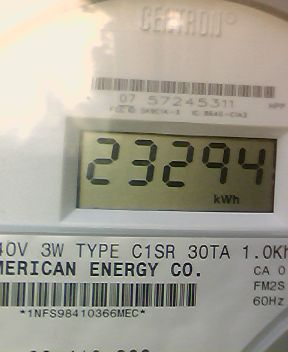 CENTRON®
07 57245311
23294
kWh
40V 3W TYPE C1SR 30TA 1.0Kh
MERICAN ENERGY CO.
CA 0
FM2S
60Hz
*1NFS98410366MEC*